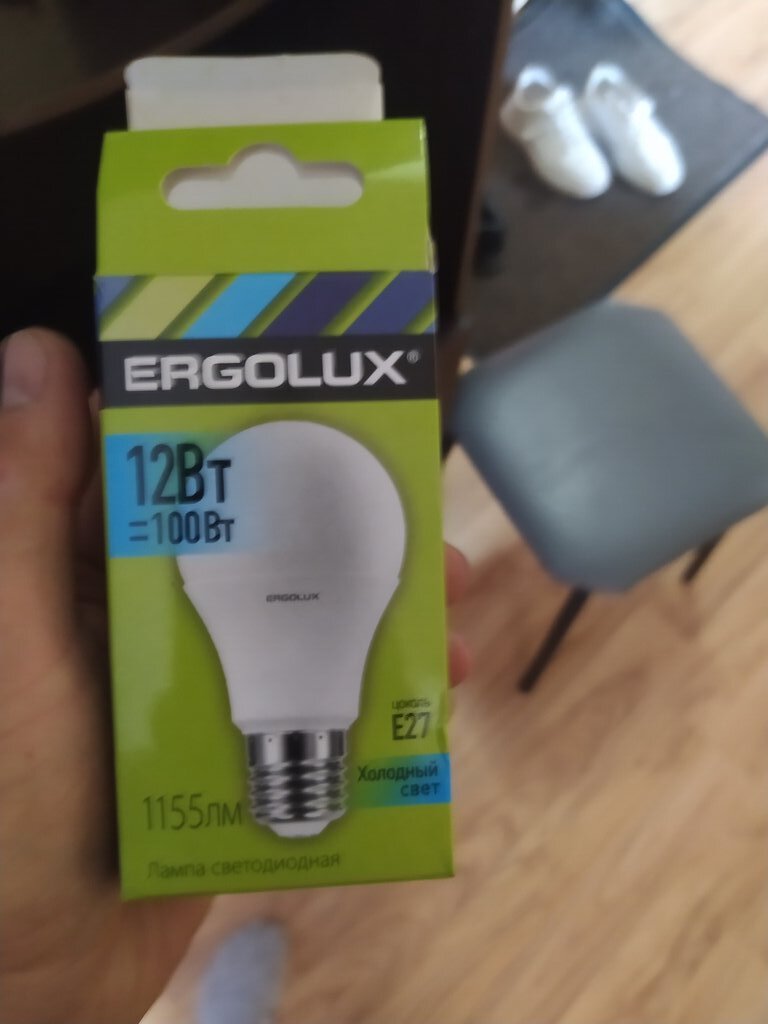 ERGOLUX®
12Вт
=100Вт
ERGOLUX
цоколь
E27
Холодный
свет
1155лм
Лампа светодиодная